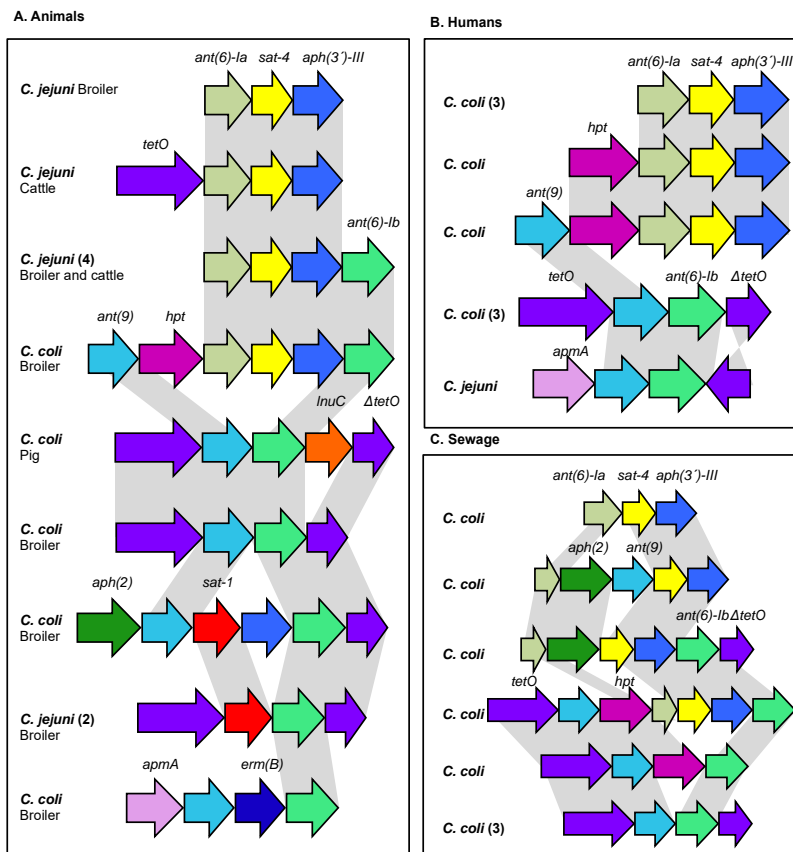 A. Animals
ant(6)-Ia sat-4 aph(3´)-III
C. jejuni Broiler
tetO
C. jejuni
Cattle
ant(6)-Ib
C. jejuni (4)
Broiler and cattle
ant(9) hpt
C. coli
Broiler
lnuC ΔtetO
C. coli
Pig
C. coli
Broiler
aph(2) sat-1
C. coli
Broiler
C. jejuni (2)
Broiler
apmA erm(B)
C. coli
Broiler
B. Humans
ant(6)-Ia sat-4 aph(3´)-III
C. coli (3)
hpt
C. coli
ant(9)
C. coli
tetO ant(6)-Ib ΔtetO
C. coli (3)
apmA
C. jejuni
C. Sewage
ant(6)-Ia sat-4 aph(3´)-III
C. coli
aph(2) ant(9)
C. coli
ant(6)-Ib ΔtetO
C. coli
tetO hpt
C. coli
C. coli
C. coli (3)